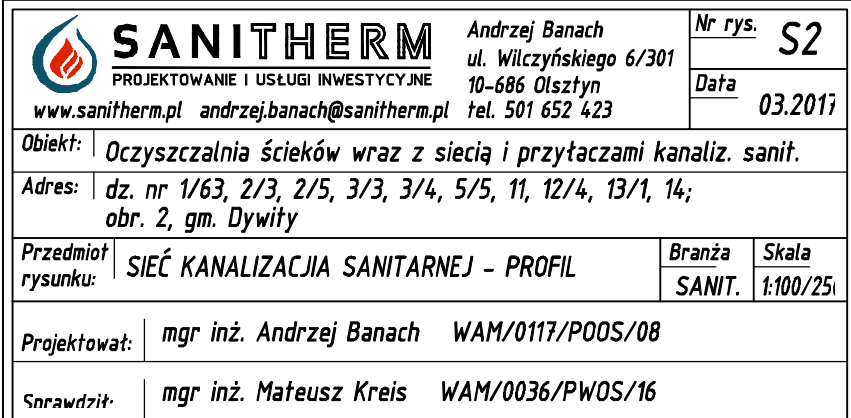 SANITHERM
PROJEKTOWANIE I USŁUGI INWESTYCYJNE
www.sanitherm.pl andrzej.banach@sanitherm.pl
Andrzej Banach
ul. Wilczyńskiego 6/301
10-686 Olsztyn
tel. 501 652 423
Nr rys.
S2
Data
03.2017
Obiekt: Oczyszczalnia ścieków wraz z siecią i przyłaczami kanaliz. sanit.
Adres: dz. nr 1/63, 2/3, 2/5, 3/3, 3/4, 5/5, 11, 12/4, 13/1, 14;
obr. 2, gm. Dywity
Przedmiot
rysunku:
SIEĆ KANALIZACJIA SANITARNEJ - PROFIL
Branża
SANIT.
Skala
1:100/250
Projektował: mgr inż. Andrzej Banach WAM/0117/POOS/08
Sprawdził: mgr inż. Mateusz Kreis WAM/0036/PWOS/16